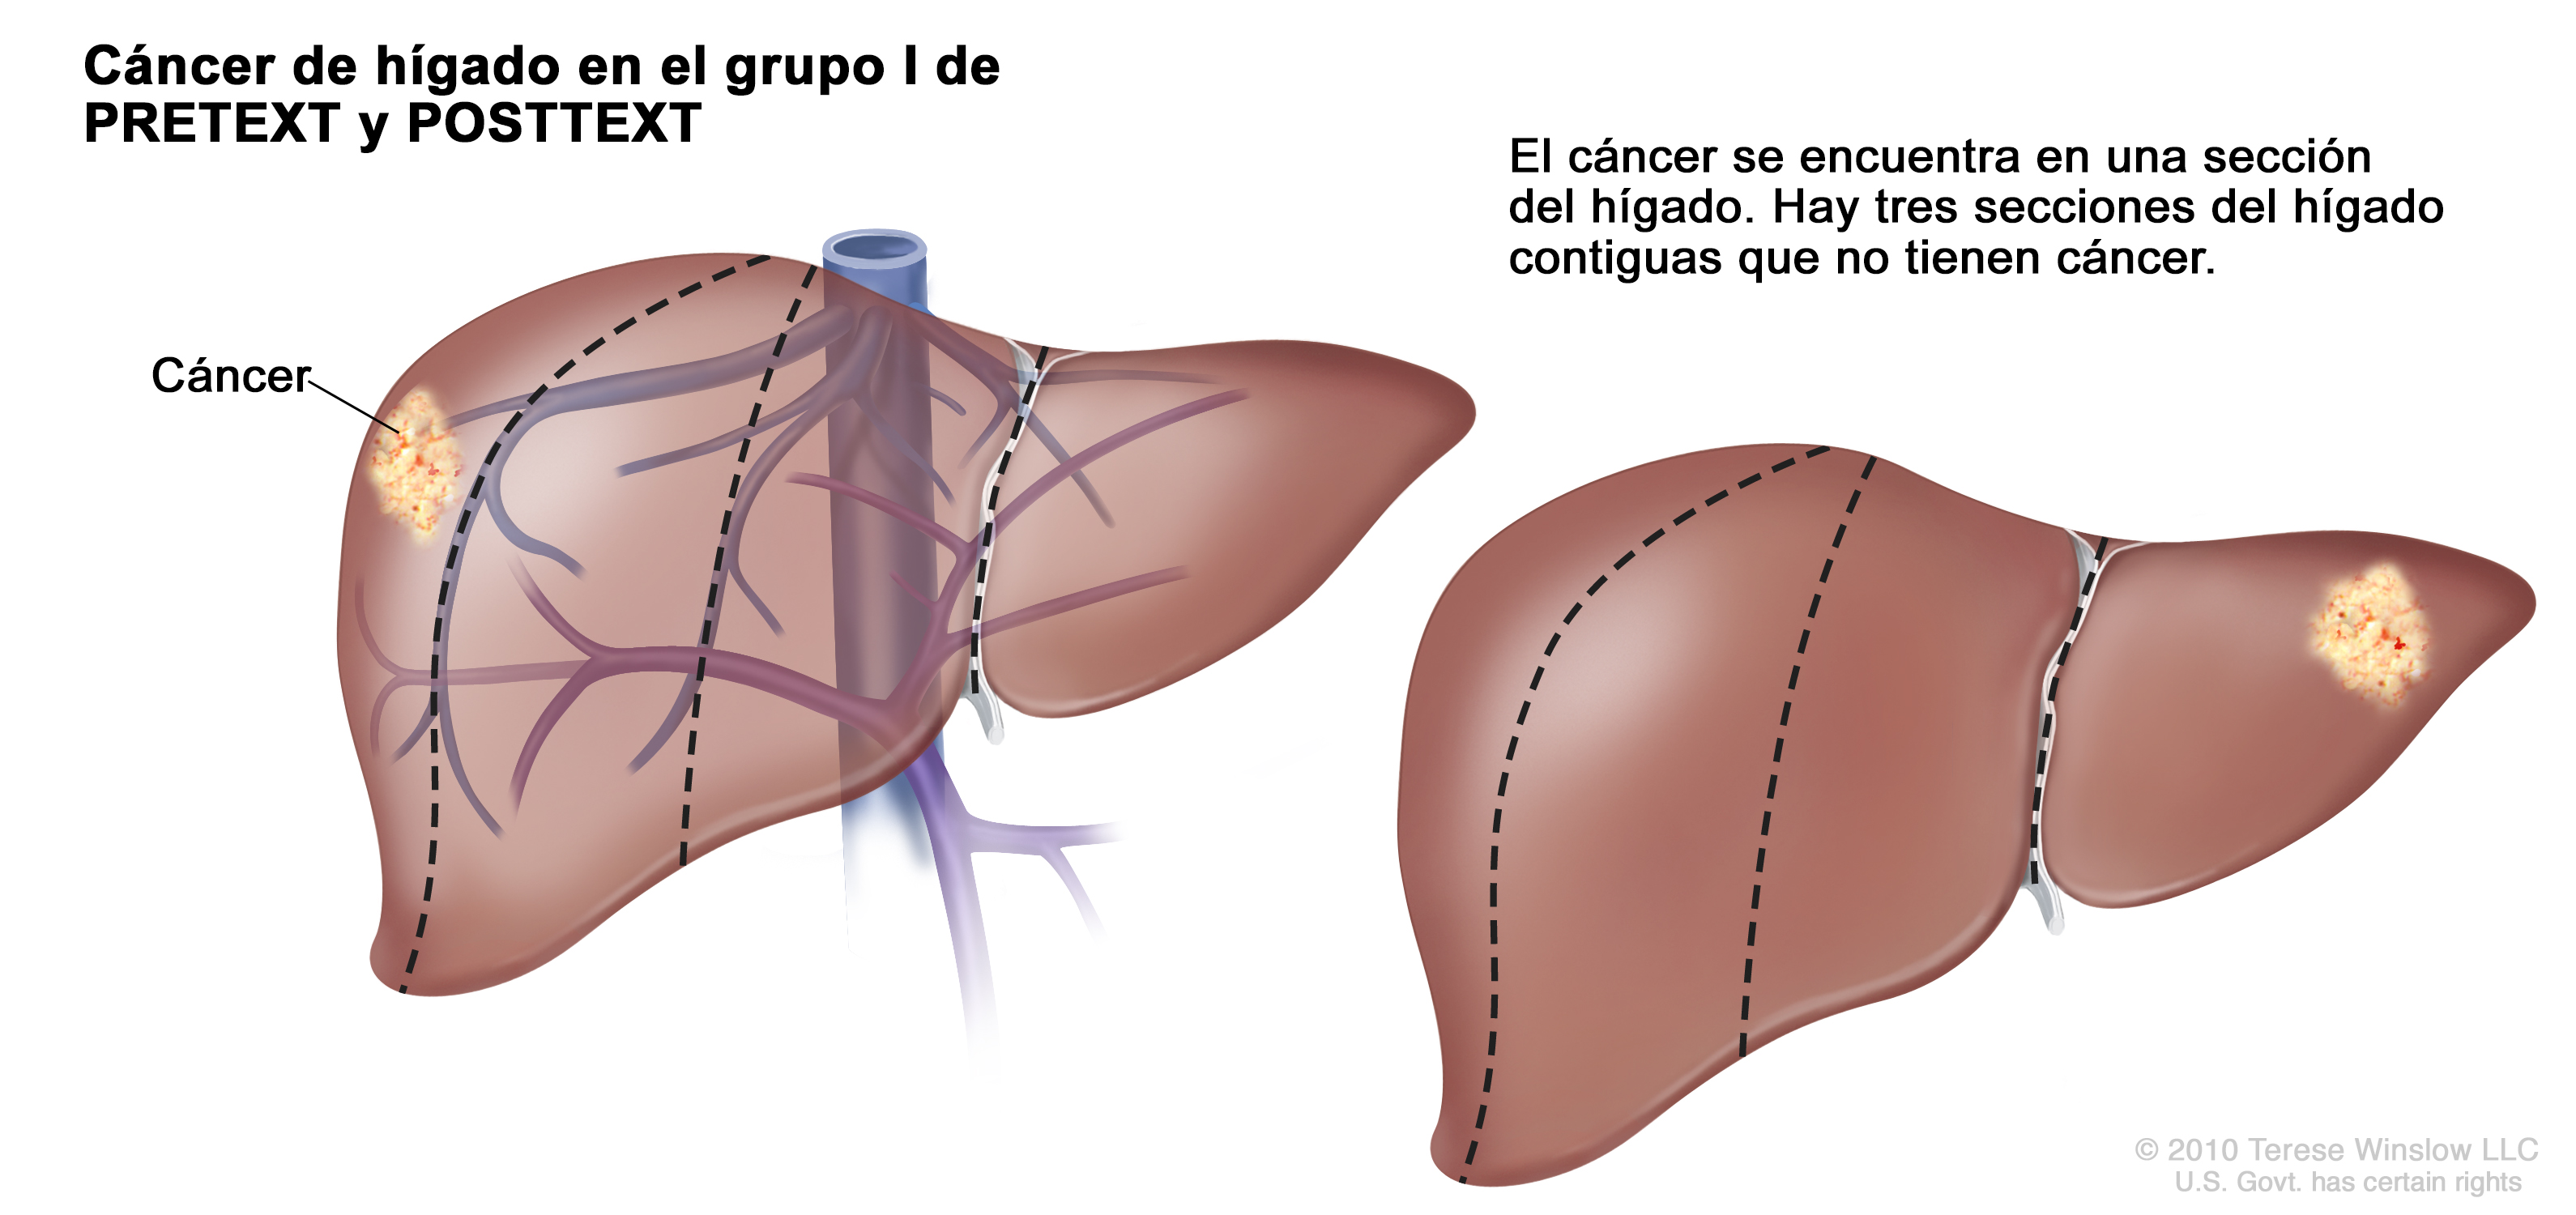 Cáncer de hígado en el grupo I de
PRETEXT y POSTTEXT
El cáncer se encuentra en una sección
del hígado. Hay tres secciones del hígado
contiguas que no tienen cáncer.
Cáncer
© 2010 Terese Winslow LLC
U.S. Govt. has certain rights